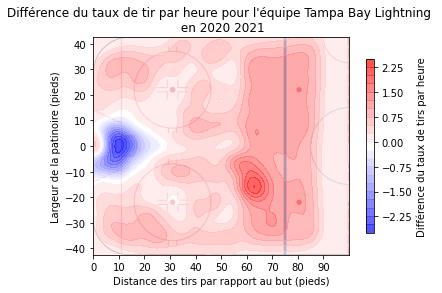 Différence du taux de tir par heure pour l'équipe Tampa Bay Lightning
en 2020 2021
Largeur de la patinoire (pieds)
40
30
20
10
0
−10
−20
−30
−40
0 10 20 30 40 50 60 70 80 90
Distance des tirs par rapport au but (pieds)
2.25
1.50
0.75
0.00
−0.75
−1.50
−2.25
Différence du taux de tir par heure